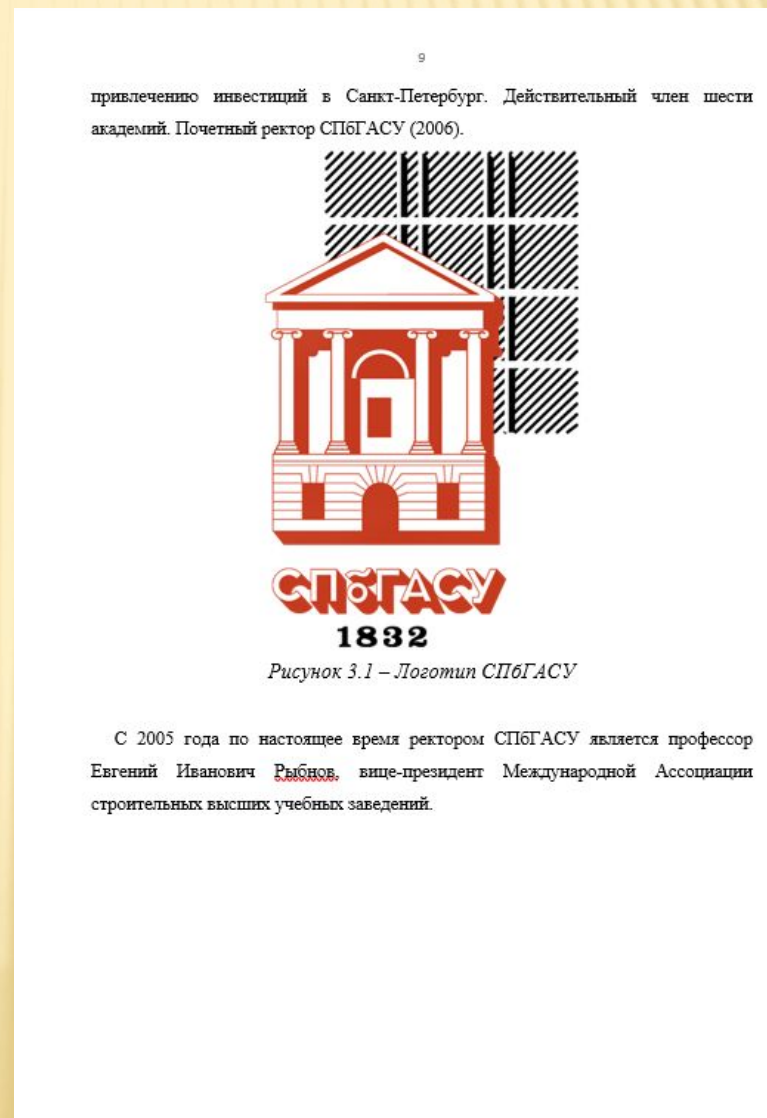 9
привлечению инвестиций в Санкт-Петербург. Действительный член шести
академий. Почетный ректор СПбГАСУ (2006).
СПбГАСУ
1832
Рисунок 3.1 – Логотип СПбГАСУ
С 2005 года по настоящее время ректором СПбГАСУ является профессор
Евгений Иванович Рыбнов, вице-президент Международной Ассоциации
строительных высших учебных заведений.